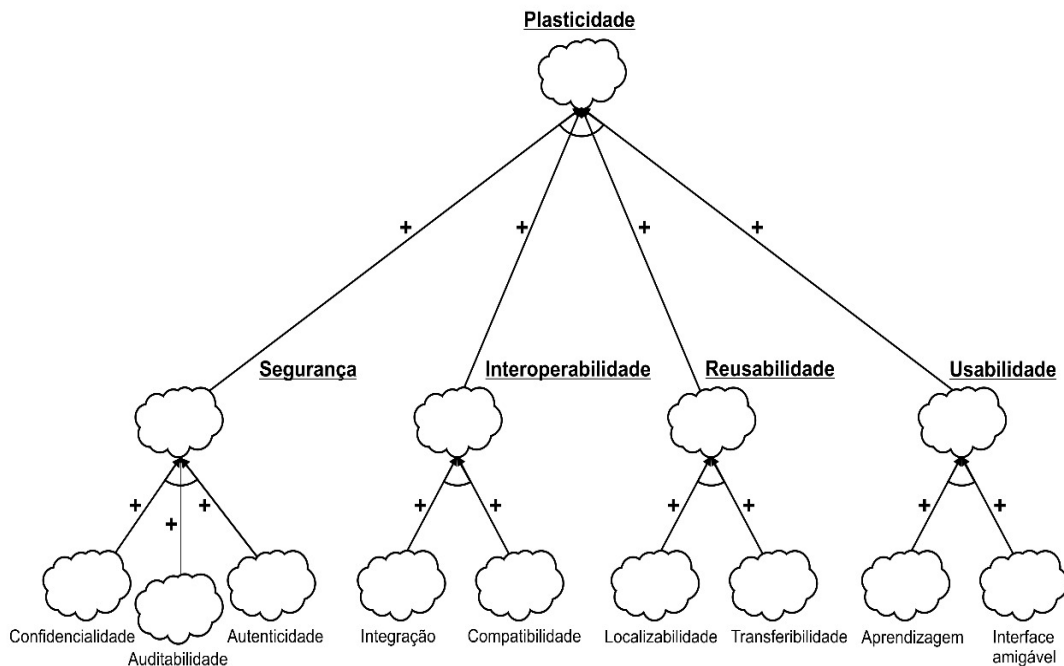 Plasticidade
+ + + +
Segurança Interoperabilidade Reusabilidade Usabilidade
+ + + + + + + + +
Confidencialidade Autenticidade Integração Compatibilidade Localizabilidade Transferibilidade Aprendizagem Interface
Auditabilidade amigável